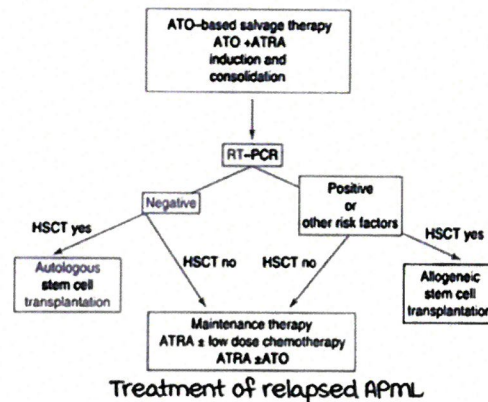 ATO–based salvage therapy
ATO +ATRA
induction and
consolidation
RT–PCR
Negative
Positive
or
other risk factors
HSCT yes
HSCT no
HSCT no
HSCT yes
Autologous
stem cell
transplantation
Allogeneic
stem cell
transplantation
Maintenance therapy
ATRA ± low dose chemotherapy
ATRA ±ATO
Treatment of relapsed APML